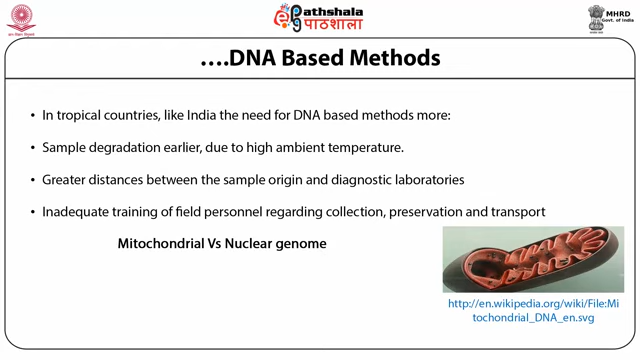 ePathshala
पाठशाला
MHRD
Govt. of India
....DNA Based Methods
• In tropical countries, like India the need for DNA based methods more:
• Sample degradation earlier, due to high ambient temperature.
• Greater distances between the sample origin and diagnostic laboratories
• Inadequate training of field personnel regarding collection, preservation and transport
Mitochondrial Vs Nuclear genome
http://en.wikipedia.org/wiki/File:Mi
tochondrial_DNA_en.svg